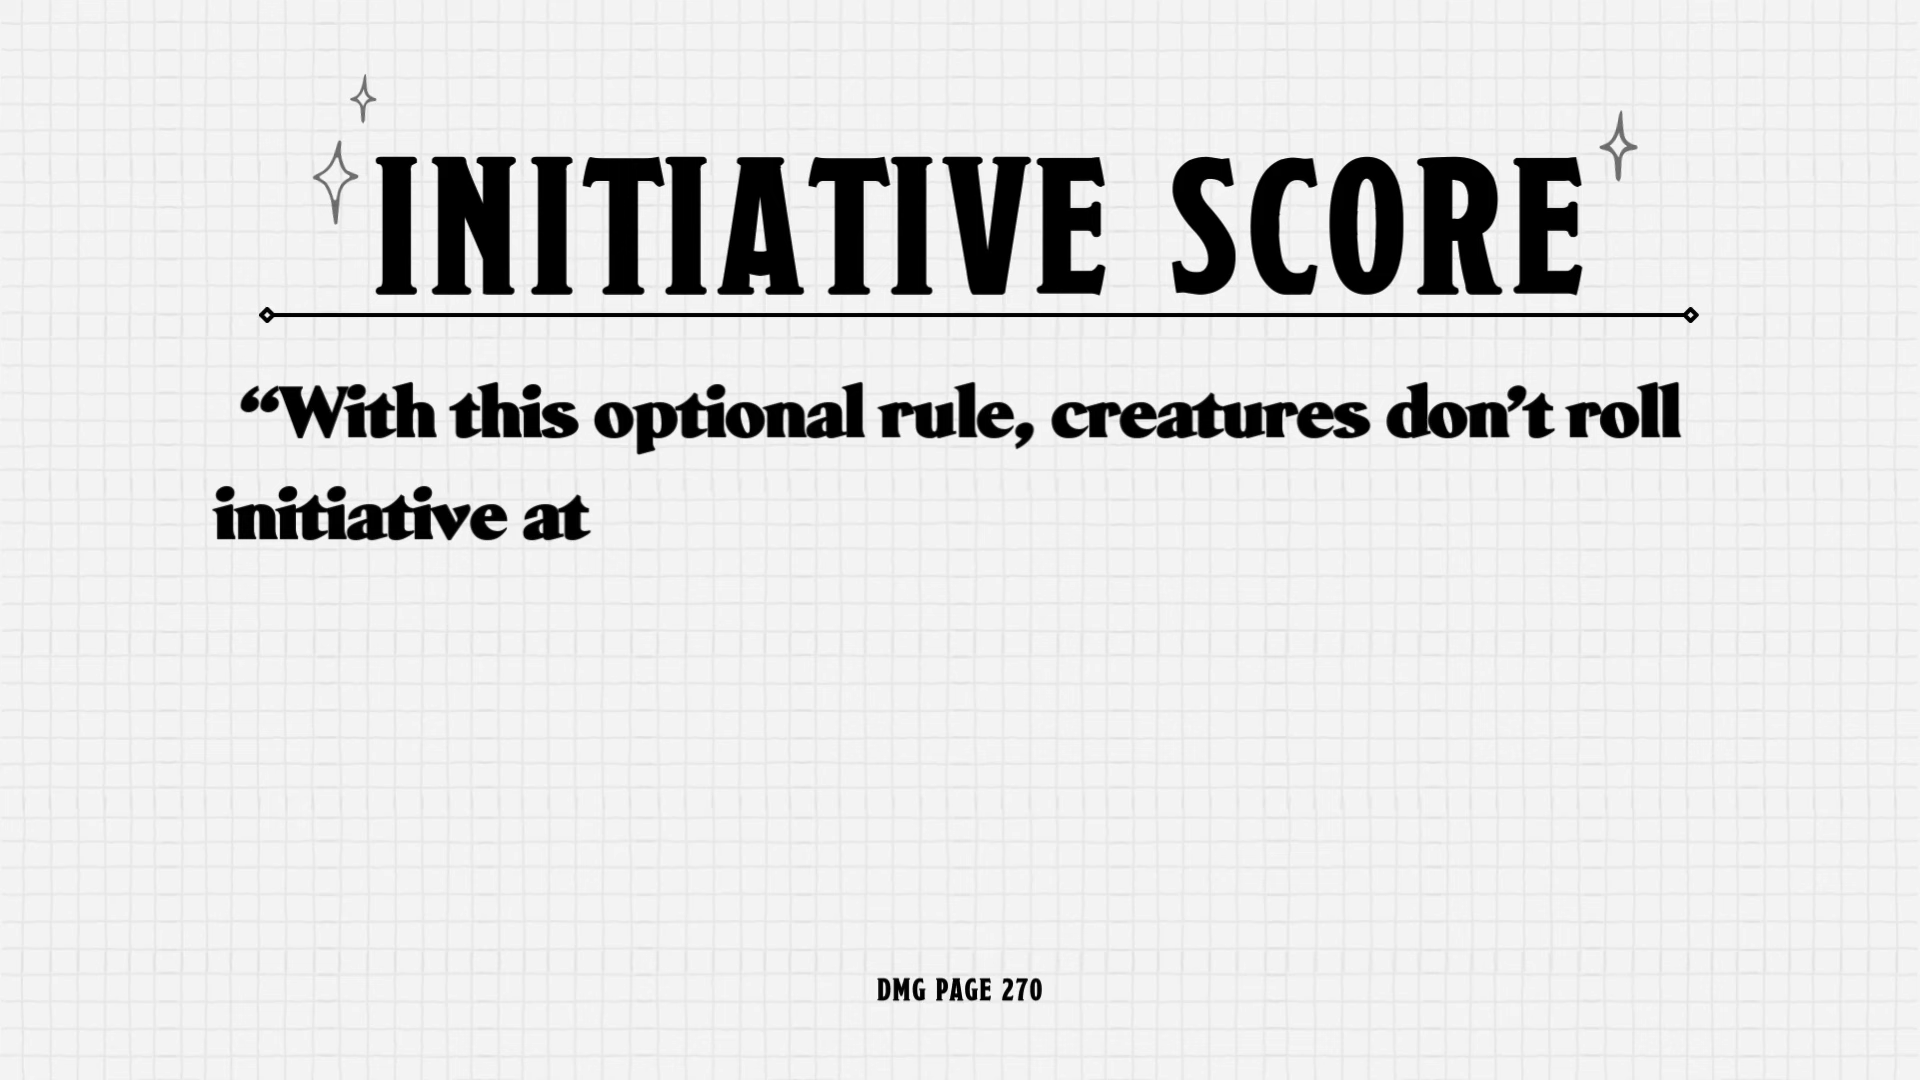 INITIATIVE SCORE
“With this optional rule, creatures don’t roll
initiative at
DMG PAGE 270